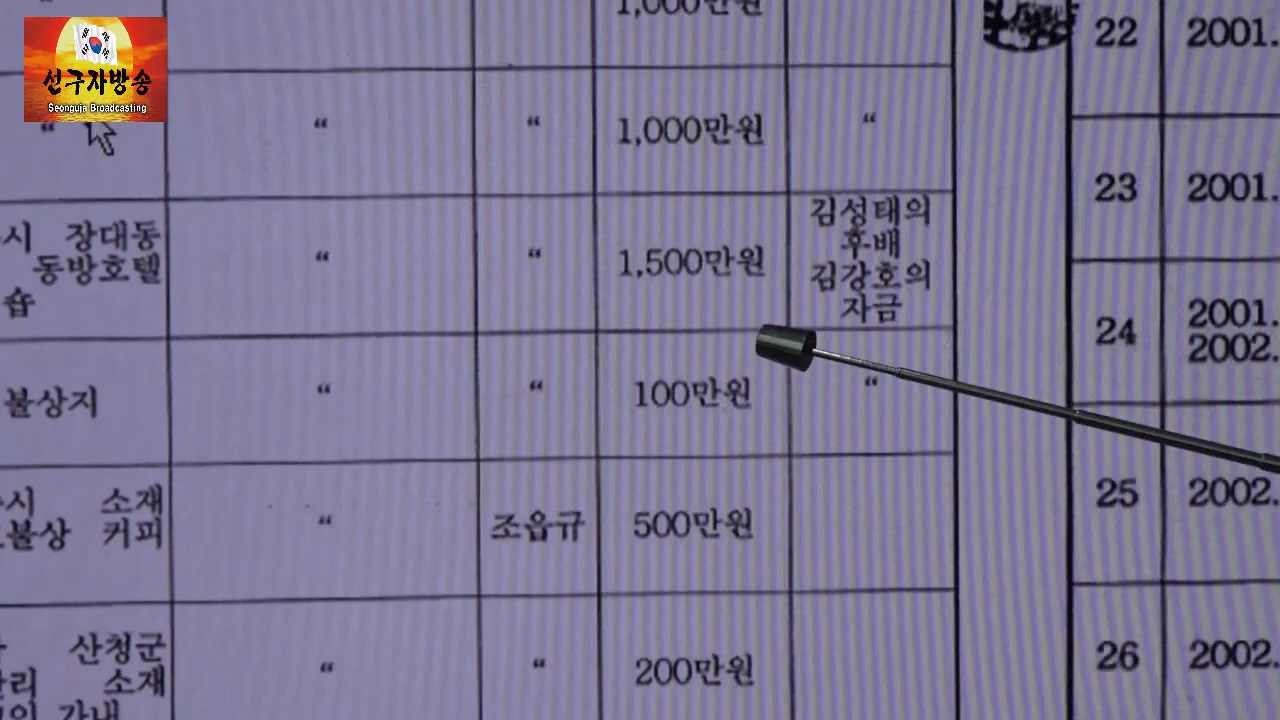 선구자방송
Seonguja Broadcasting
1,000만원
22 2001.
“ “ “ 1,000만원 “
23 2001.
시 장대동
동방호텔
숍
“ “ 1,500만원
김성태의
후배
김강호의
자금
24 2001.
2002.
불상지 “ “ 100만원 “
25 2002.
시 소재
불상 커피
“ 조읍규 500만원
26 2002.
산청군
리 소재
“ “ 200만원